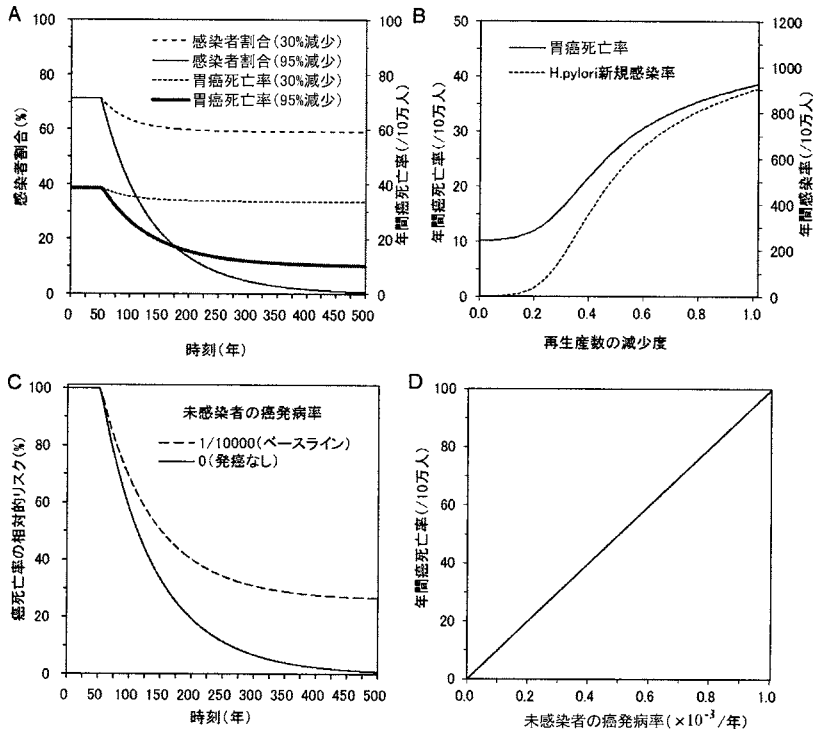 A
感染者割合(30%減少)
感染者割合(95%減少)
胃癌死亡率(30%減少)
胃癌死亡率(95%減少)
感染者割合(%)
100
80
60
40
20
0
年間癌死亡率(/10万人)
100
80
60
40
20
0
0 50 100 150 200 250 300 350 400 450 500
時刻(年)
B
胃癌死亡率
H.pylori新規感染率
年間癌死亡率(/10万人)
50
40
30
20
10
0
年間感染率(/10万人)
1200
1000
800
600
400
200
0
0.0 0.2 0.4 0.6 0.8 1.0
再生産数の減少度
C
未感染者の癌発病率
1/10000(ベースライン)
0(発癌なし)
癌死亡率の相対的リスク(%)
100
80
60
40
20
0
0 50 100 150 200 250 300 350 400 450 500
時刻(年)
D
年間癌死亡率(/10万人)
100
80
60
40
20
0
0.0 0.2 0.4 0.6 0.8 1.0
未感染者の癌発病率(×10⁻³/年)